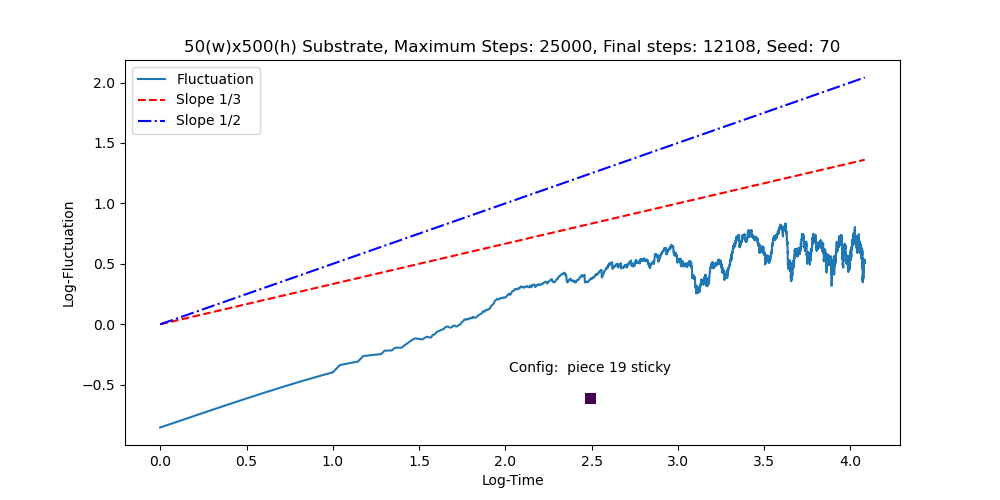 50(w)x500(h) Substrate, Maximum Steps: 25000, Final steps: 12108, Seed: 70
Fluctuation
Slope 1/3
Slope 1/2
2.0
1.5
1.0
0.5
0.0
−0.5
Log-Fluctuation
Config:  piece 19 sticky
0.0 0.5 1.0 1.5 2.0 2.5 3.0 3.5 4.0
Log-Time